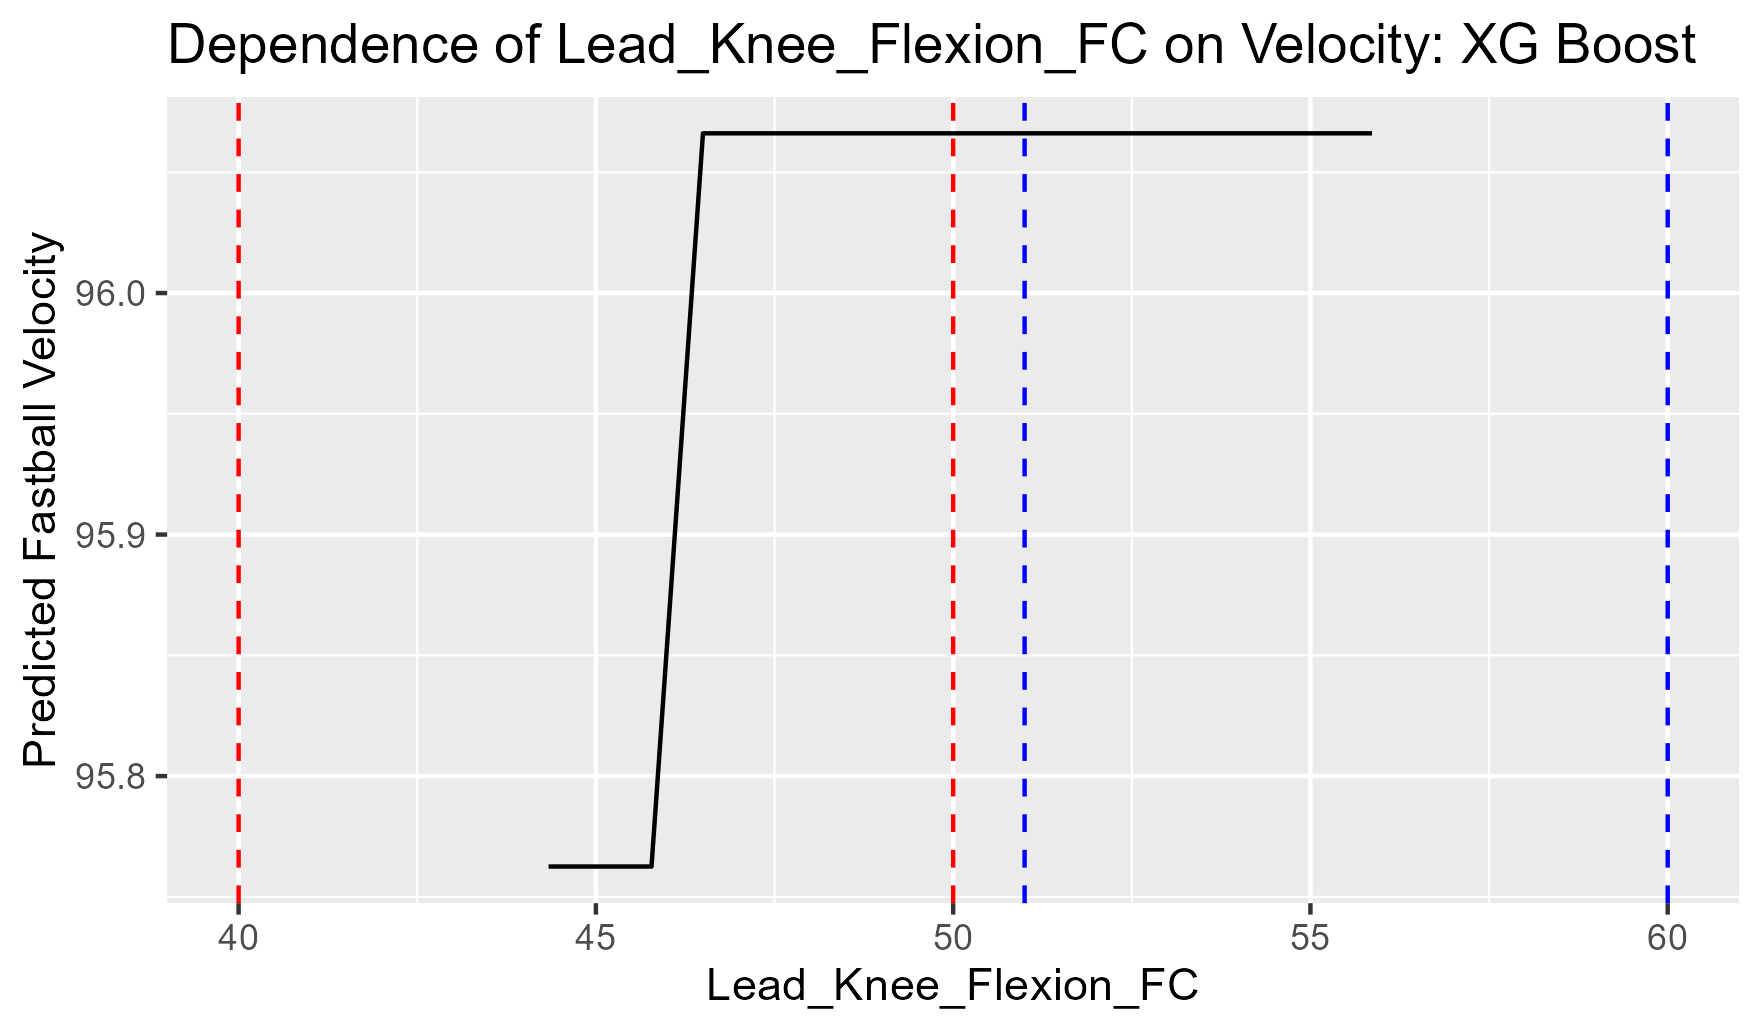 Dependence of Lead_Knee_Flexion_FC on Velocity: XG Boost
Predicted Fastball Velocity
96.0
95.9
95.8
40 45 50 55 60
Lead_Knee_Flexion_FC